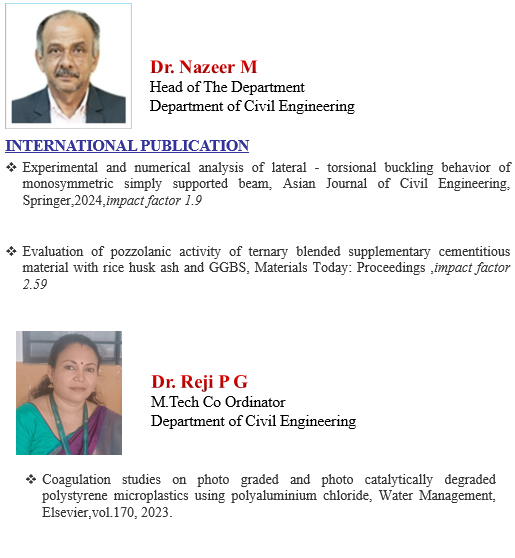 Dr. Nazeer M
Head of The Department
Department of Civil Engineering
INTERNATIONAL PUBLICATION
❖ Experimental and numerical analysis of lateral - torsional buckling behavior of
monosymmetric simply supported beam, Asian Journal of Civil Engineering,
Springer,2024,impact factor 1.9
❖ Evaluation of pozzolanic activity of ternary blended supplementary cementitious
material with rice husk ash and GGBS, Materials Today: Proceedings ,impact factor
2.59
Dr. Reji P G
M.Tech Co Ordinator
Department of Civil Engineering
❖ Coagulation studies on photo graded and photo catalytically degraded
polystyrene microplastics using polyaluminium chloride, Water Management,
Elsevier,vol.170, 2023.